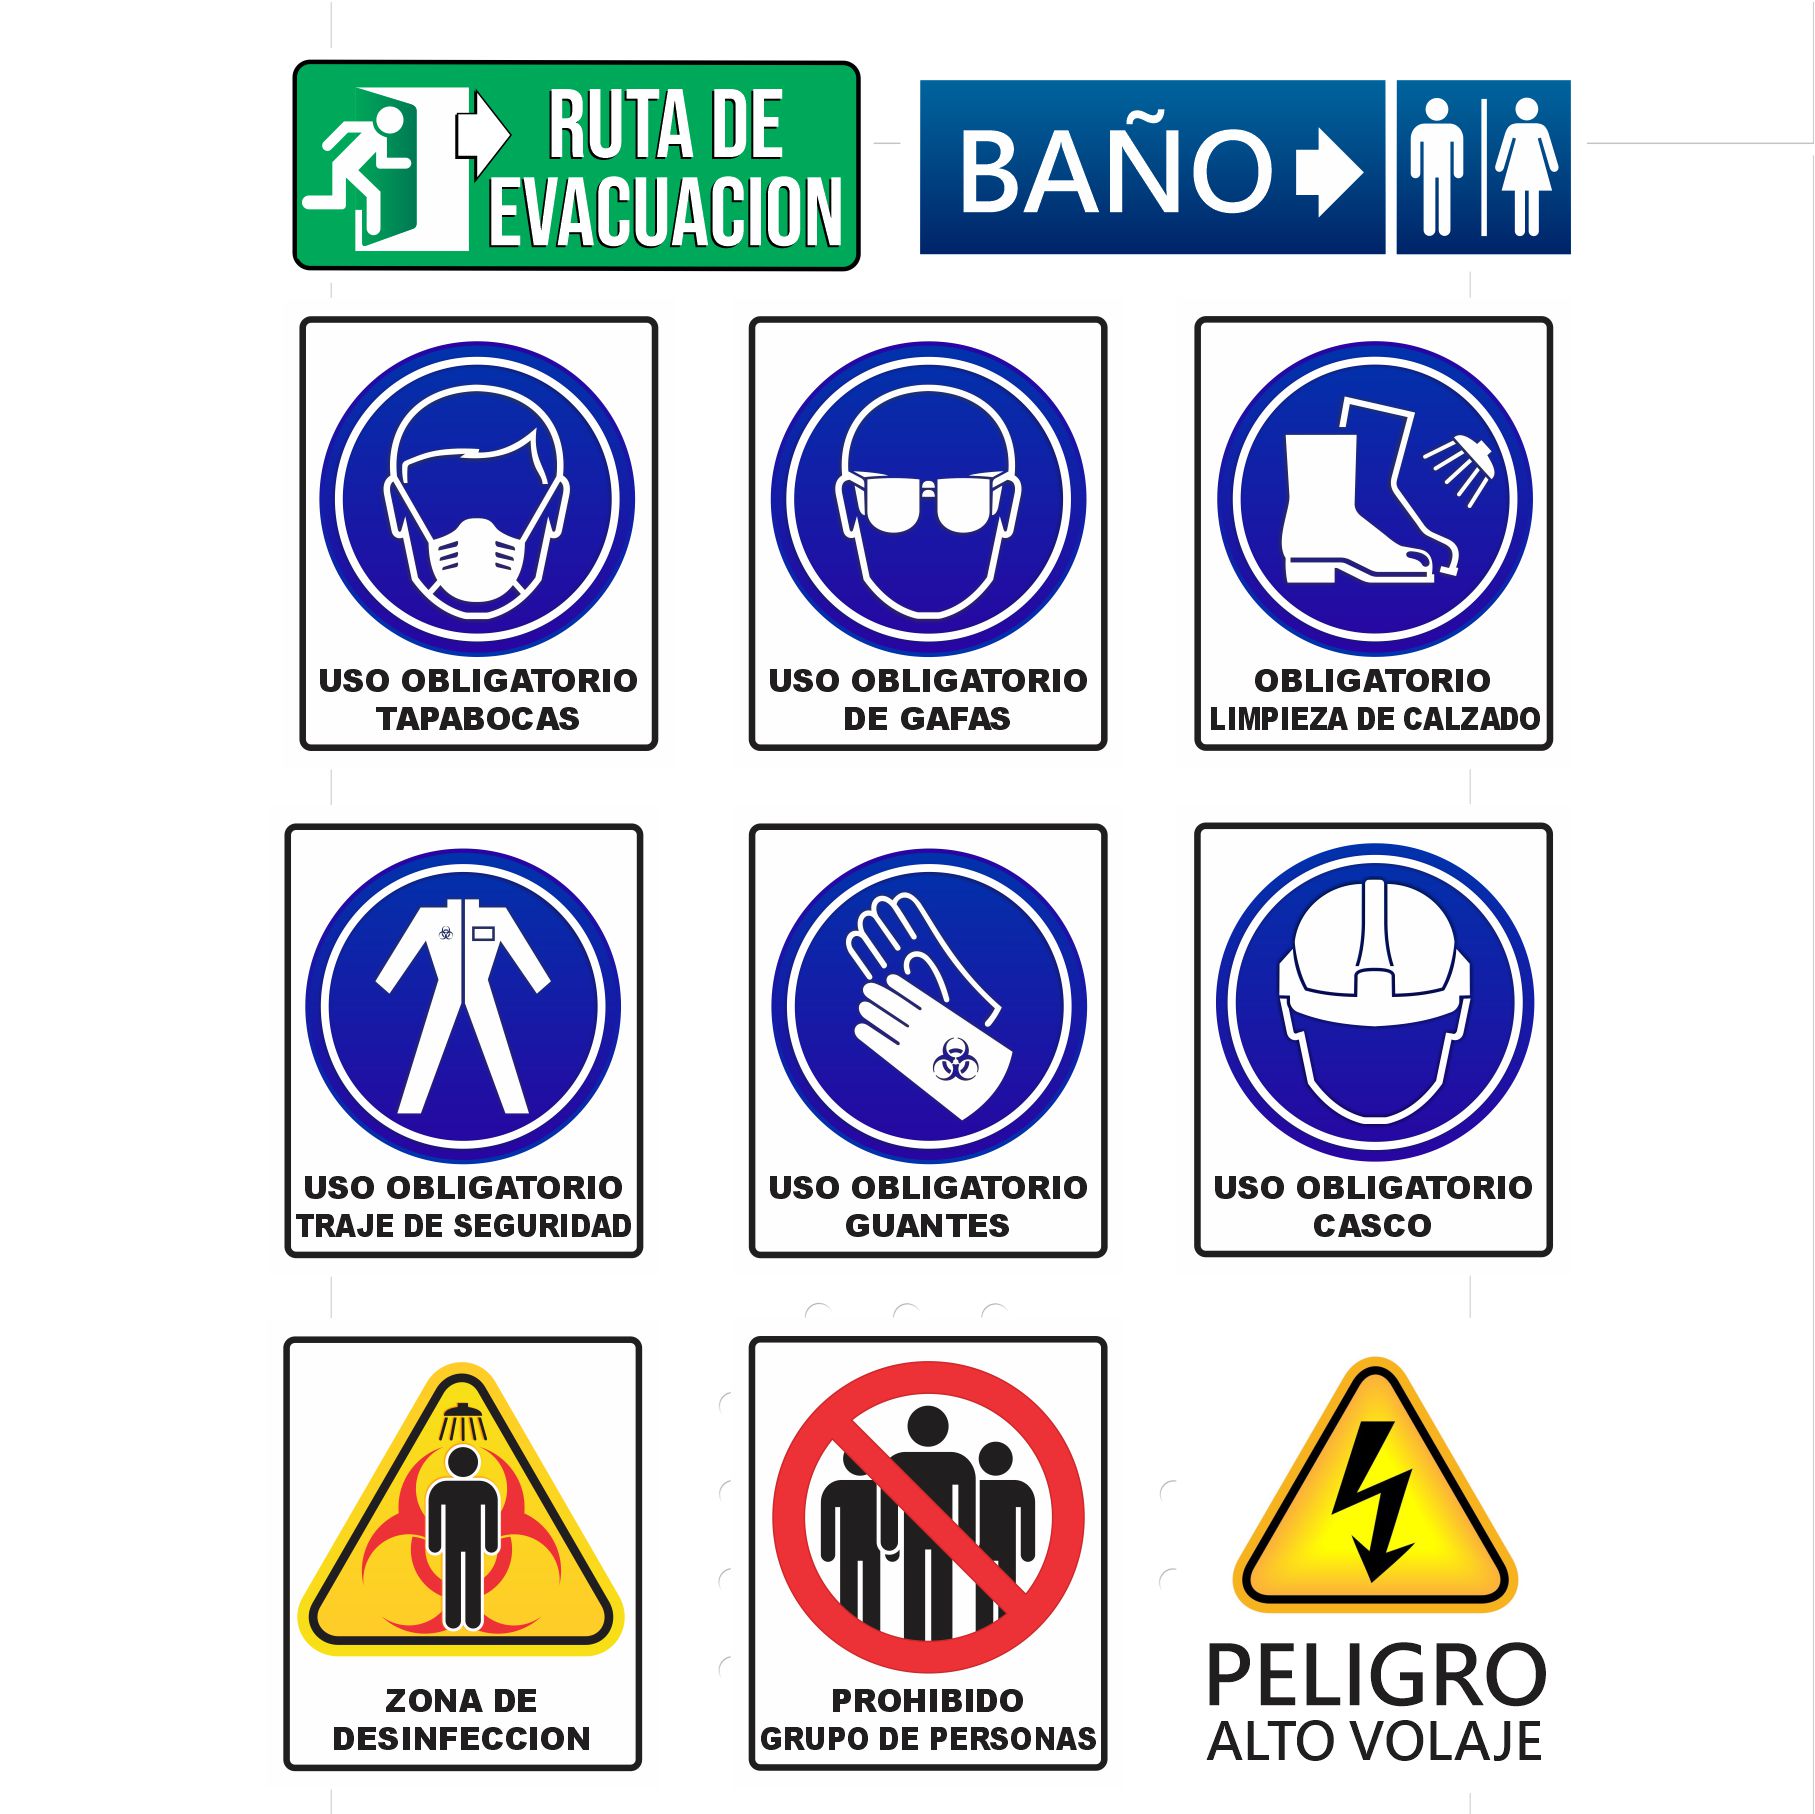 RUTA DE
EVACUACION
BAÑO
USO OBLIGATORIO
TAPABOCAS
USO OBLIGATORIO
DE GAFAS
OBLIGATORIO
LIMPIEZA DE CALZADO
USO OBLIGATORIO
TRAJE DE SEGURIDAD
USO OBLIGATORIO
GUANTES
USO OBLIGATORIO
CASCO
ZONA DE
DESINFECCION
PROHIBIDO
GRUPO DE PERSONAS
PELIGRO
ALTO VOLAJE